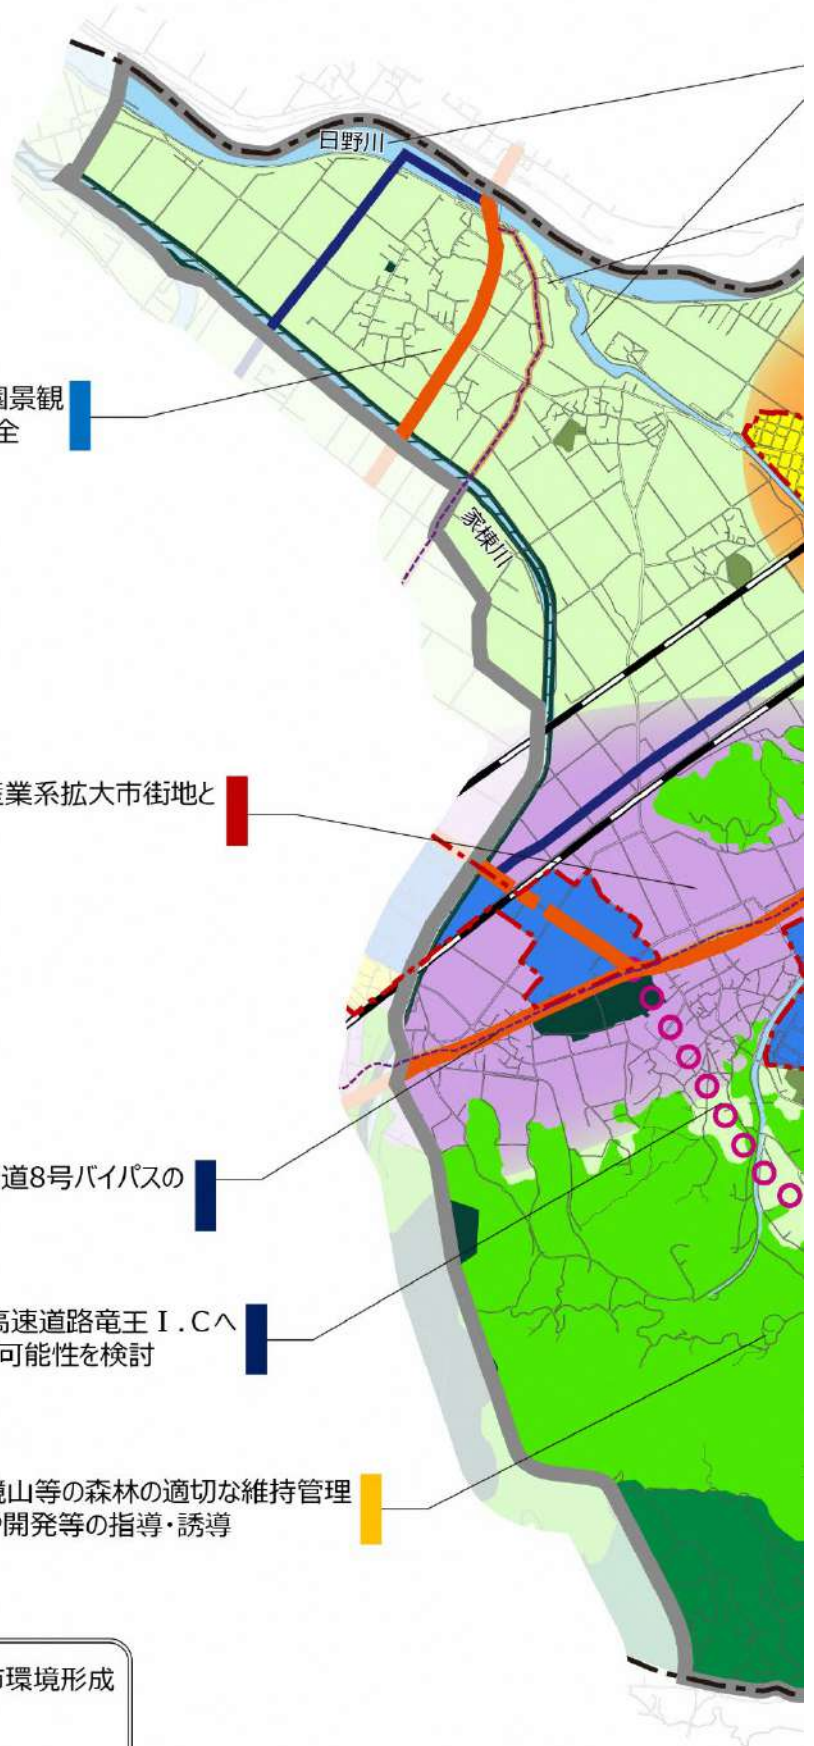 日野川
園景観
全
家棟川
産業系拡大市街地と
道8号バイパスの
高速道路竜王I.Cへ
可能性を検討
鏡山等の森林の適切な維持管理
や開発等の指導・誘導
市環境形成